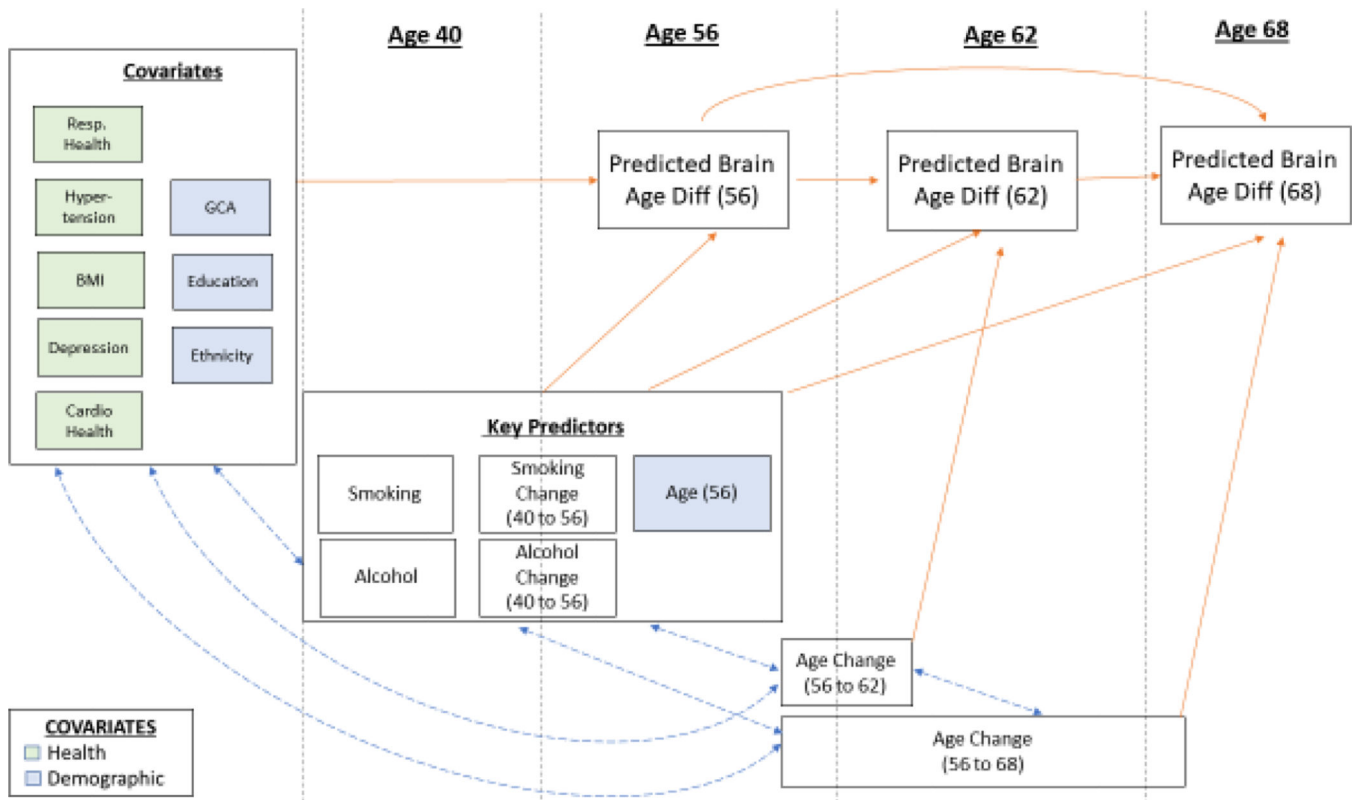 Age 40
Age 56
Age 62
Age 68
Covariates
Resp.
Health
Hyper-
tension
BMI
Depression
Cardio
Health
GCA
Education
Ethnicity
Predicted Brain
Age Diff (56)
Predicted Brain
Age Diff (62)
Predicted Brain
Age Diff (68)
Key Predictors
Smoking
Smoking
Change
(40 to 56)
Age (56)
Alcohol
Alcohol
Change
(40 to 56)
Age Change
(56 to 62)
Age Change
(56 to 68)
COVARIATES
Health
Demographic